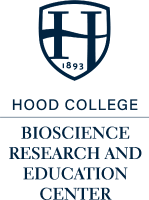 H
1893
HOOD COLLEGE
BIOSCIENCE
RESEARCH AND
EDUCATION
CENTER